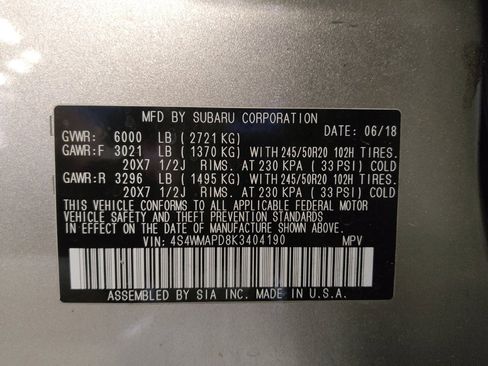 MFD BY SUBARU CORPORATION
GVWR: 6000 LB ( 2721 KG) DATE: 06/18
GAWR:F 3021 LB ( 1370 KG) WITH 245/50R20 102H TIRES.
20X7 1/2J RIMS. AT 230 KPA ( 33 PSI) COLD
GAWR:R 3296 LB ( 1495 KG) WITH 245/50R20 102H TIRES.
20X7 1/2J RIMS. AT 230 KPA ( 33 PSI) COLD
THIS VEHICLE CONFORMS TO ALL APPLICABLE FEDERAL MOTOR
VEHICLE SAFETY AND THEFT PREVENTION STANDARDS
IN EFFECT ON THE DATE OF MANUFACTURE SHOWN ABOVE.
VIN: 4S4WMAPD8K3404190 MPV
ASSEMBLED BY SIA INC. MADE IN U.S.A.